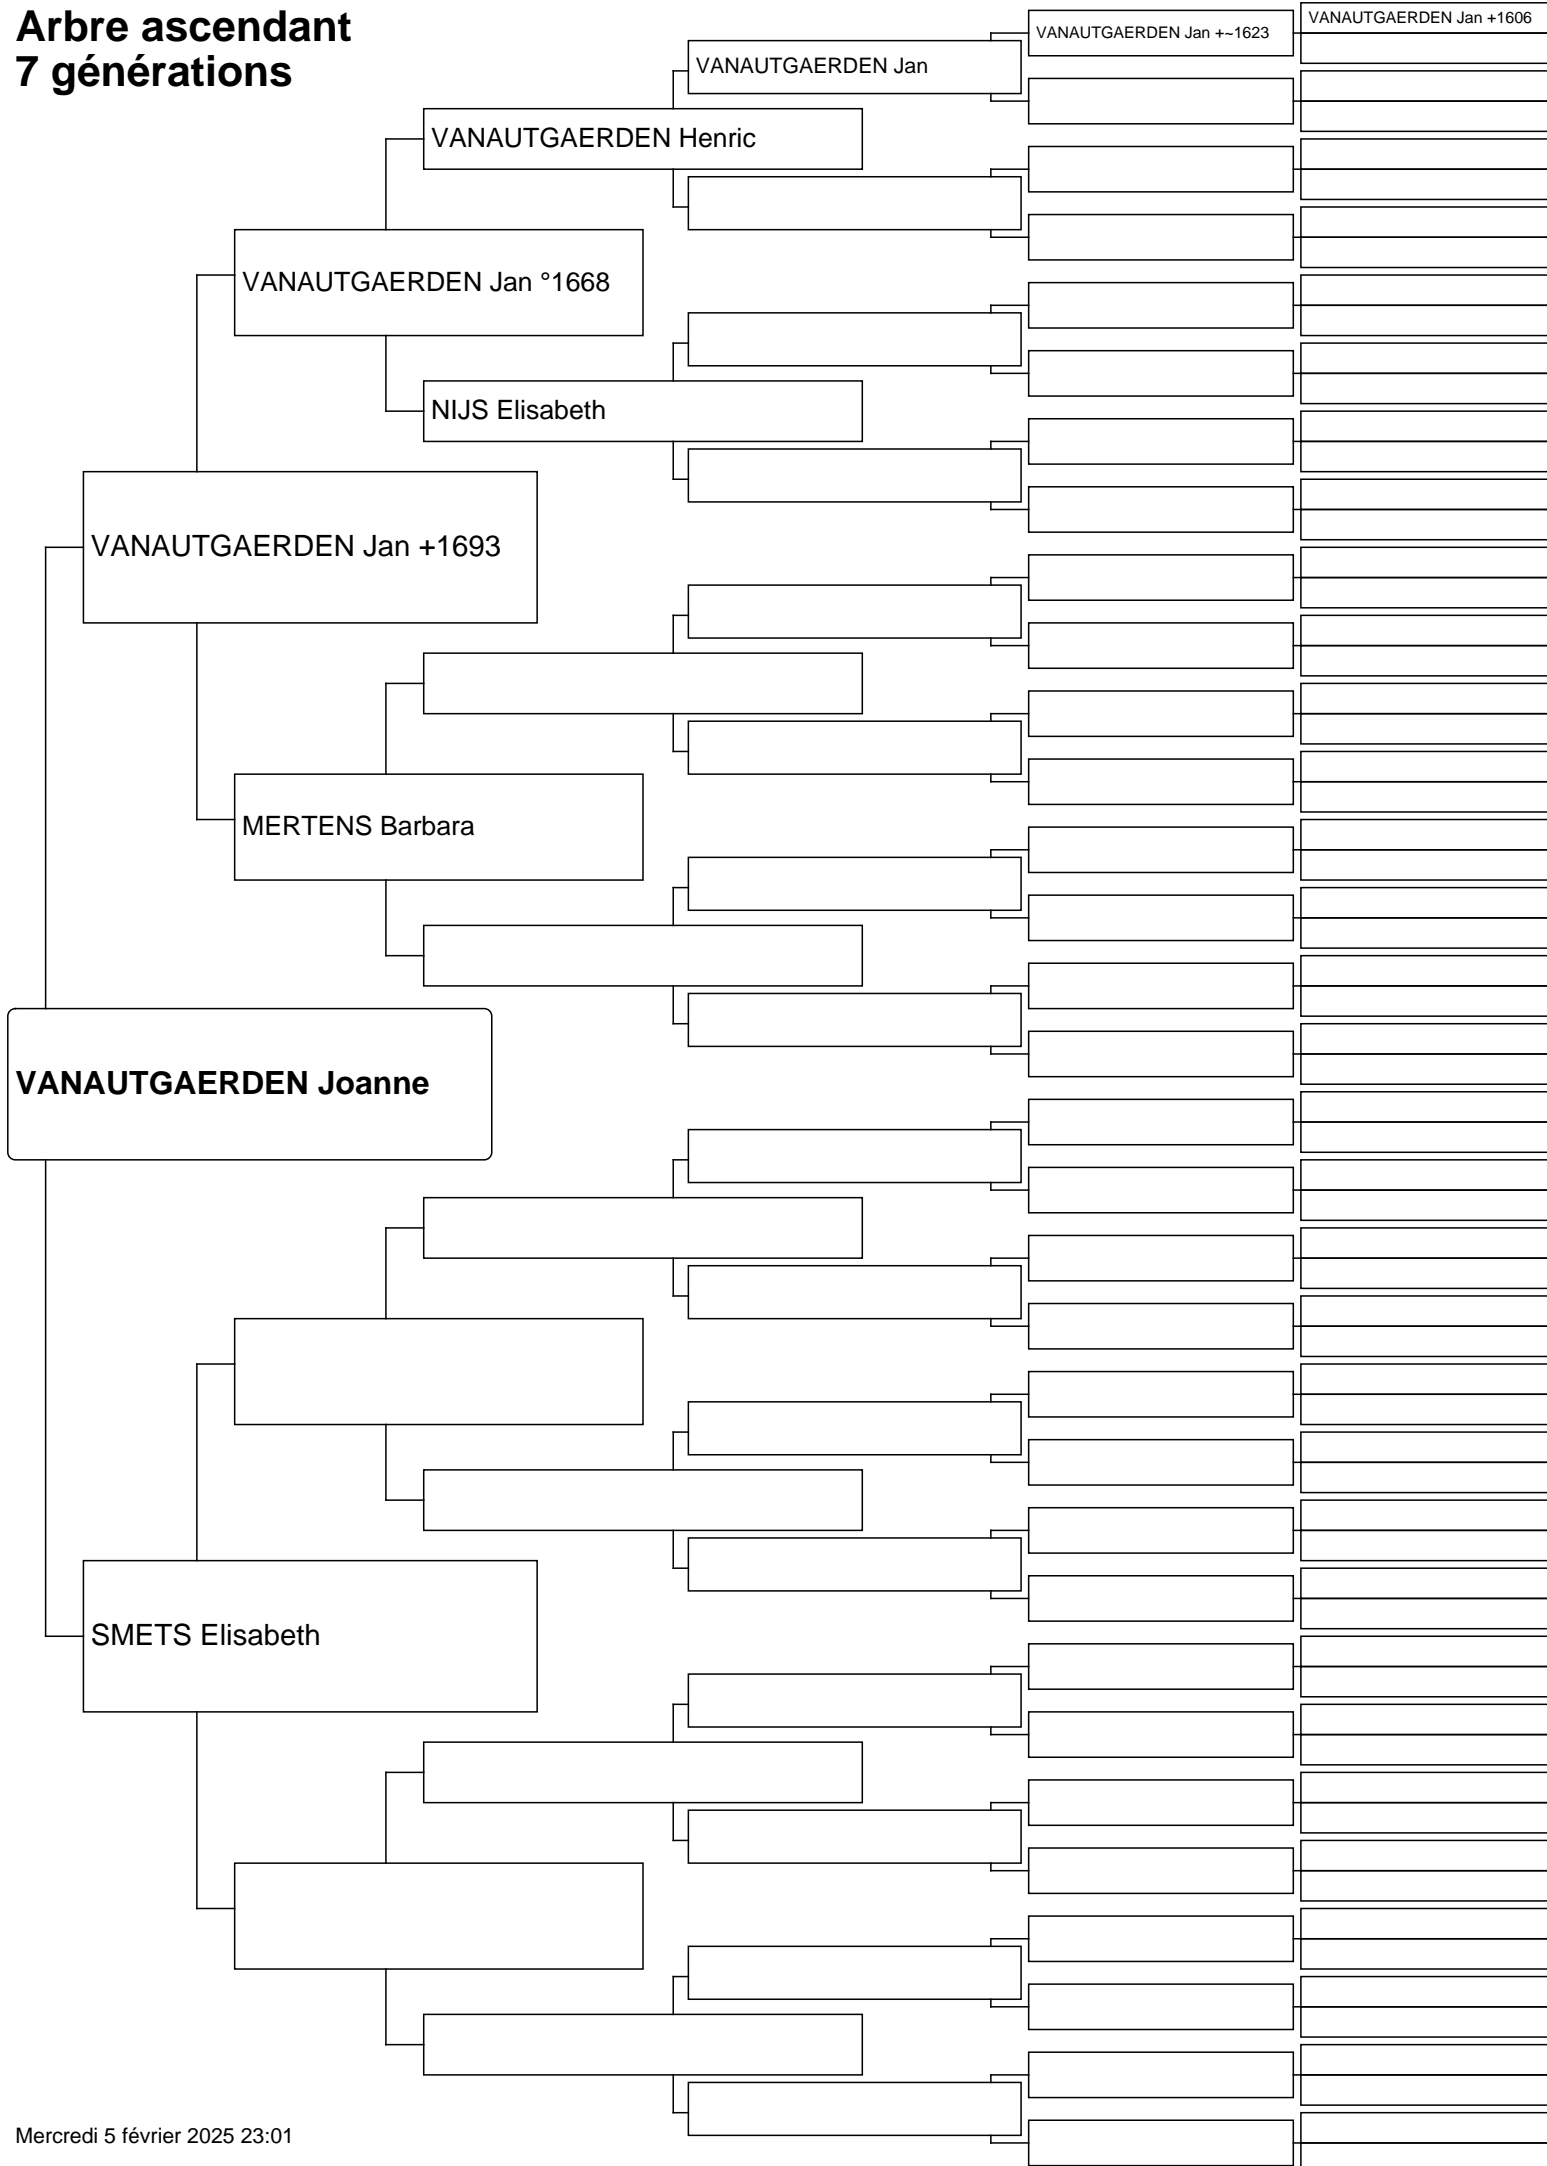 Arbre ascendant
7 générations
VANAUTGAERDEN Jan +1606
VANAUTGAERDEN Jan +~1623
VANAUTGAERDEN Jan
VANAUTGAERDEN Henric
VANAUTGAERDEN Jan °1668
NIJS Elisabeth
VANAUTGAERDEN Jan +1693
MERTENS Barbara
VANAUTGAERDEN Joanne
SMETS Elisabeth
Mercredi 5 février 2025 23:01